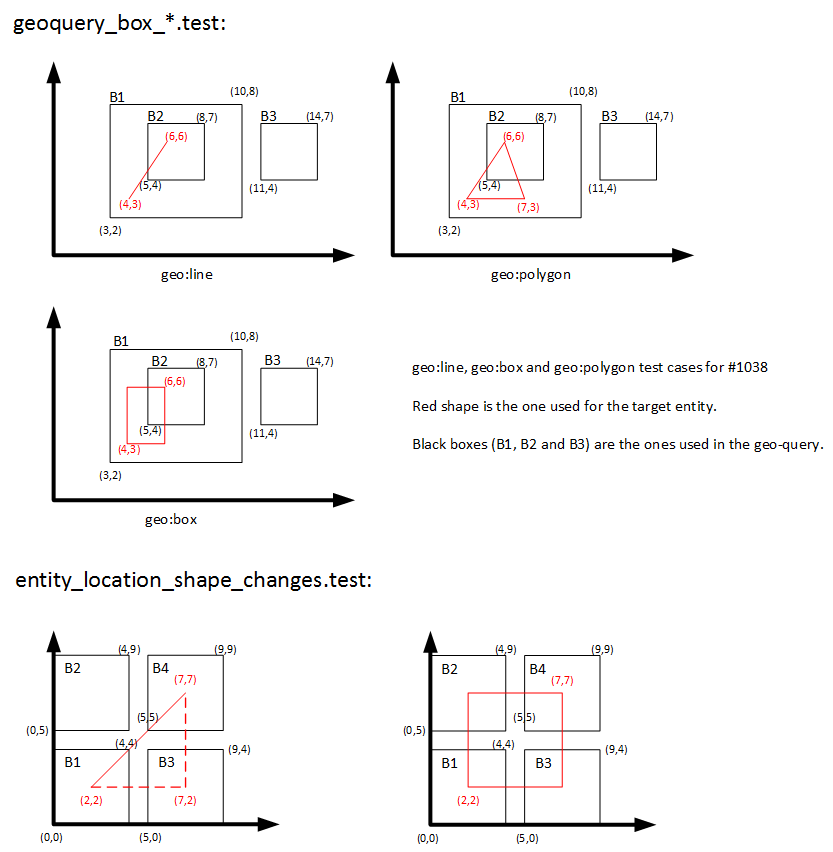 geoquery_box_*.test:
B1
(10,8)
B2
(8,7)
B3
(14,7)
(6,6)
(5,4)
(11,4)
(4,3)
(3,2)
geo:line
B1
(10,8)
B2
(8,7)
B3
(14,7)
(6,6)
(5,4)
(11,4)
(4,3)
(7,3)
(3,2)
geo:polygon
B1
(10,8)
B2
(8,7)
B3
(14,7)
(6,6)
(5,4)
(11,4)
(4,3)
(3,2)
geo:box
geo:line, geo:box and geo:polygon test cases for #1038
Red shape is the one used for the target entity.
Black boxes (B1, B2 and B3) are the ones used in the geo-query.
entity_location_shape_changes.test:
(4,9)
(9,9)
B2
B4
(7,7)
(5,5)
(0,5)
(4,4)
(9,4)
B1
B3
(2,2)
(7,2)
(0,0)
(5,0)
(4,9)
(9,9)
B2
B4
(7,7)
(5,5)
(0,5)
(4,4)
(9,4)
B1
B3
(2,2)
(0,0)
(5,0)